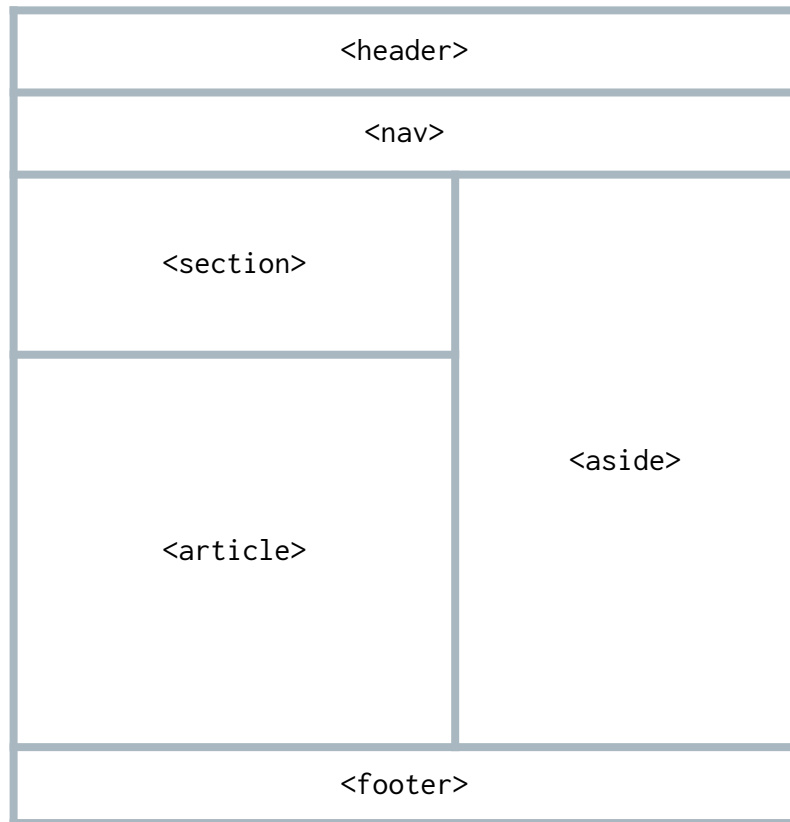 <header>
<nav>
<section>
<article>
<aside>
<footer>